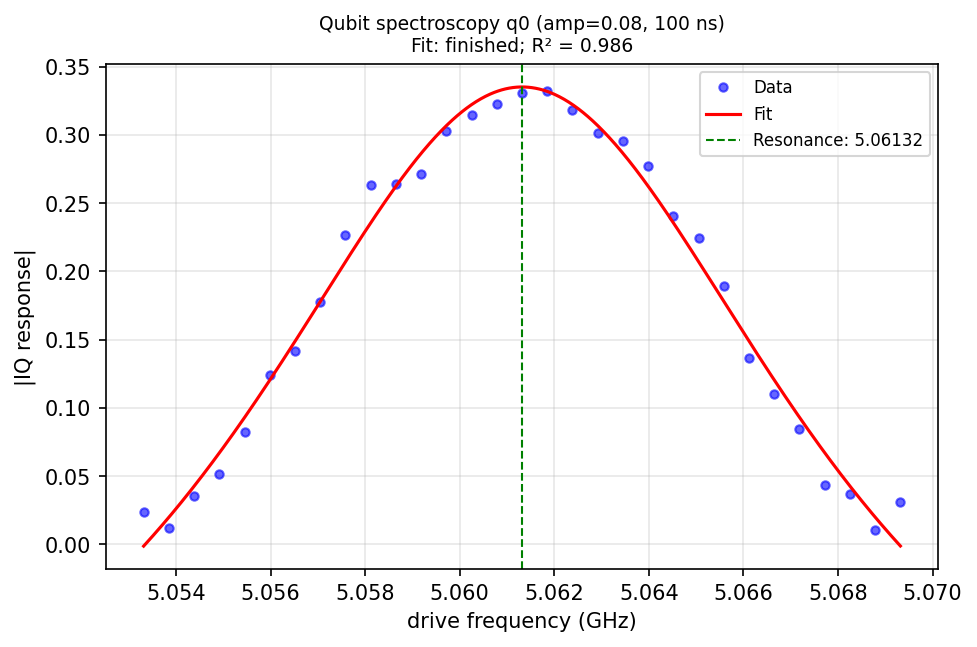 Qubit spectroscopy q0 (amp=0.08, 100 ns)
Fit: finished; R² = 0.986
0.35
0.30
0.25
0.20
0.15
0.10
0.05
0.00
|IQ response|
Data
Fit
Resonance: 5.06132
5.054 5.056 5.058 5.060 5.062 5.064 5.066 5.068 5.070
drive frequency (GHz)